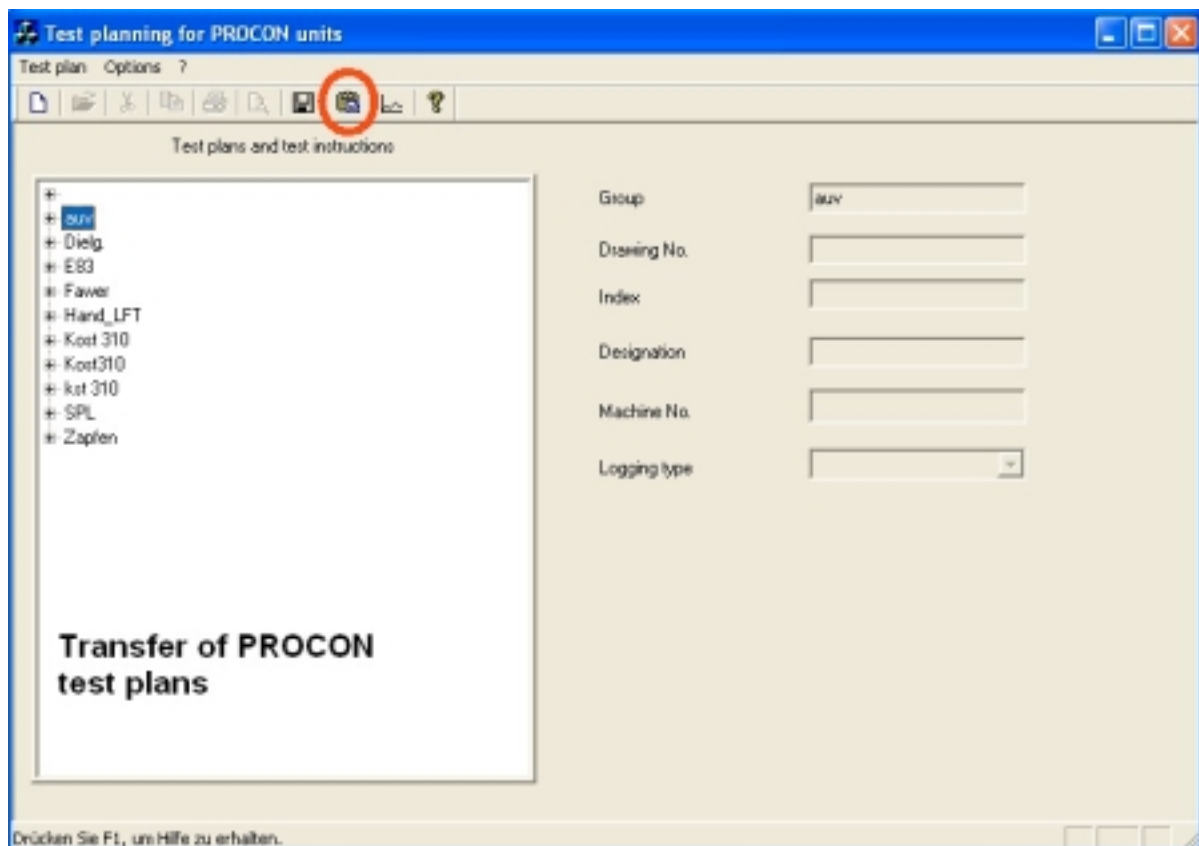 Test planning for PROCON units
Test plan Options ?
Test plans and test instructions
auv
Dielg.
E83
Fawer
Hand_LFT
Kost 310
Kost310
kst 310
SPL
Zapfen
Transfer of PROCON
test plans
Group auv
Drawing No.
Index
Designation
Machine No.
Logging type
Drücken Sie F1, um Hilfe zu erhalten.